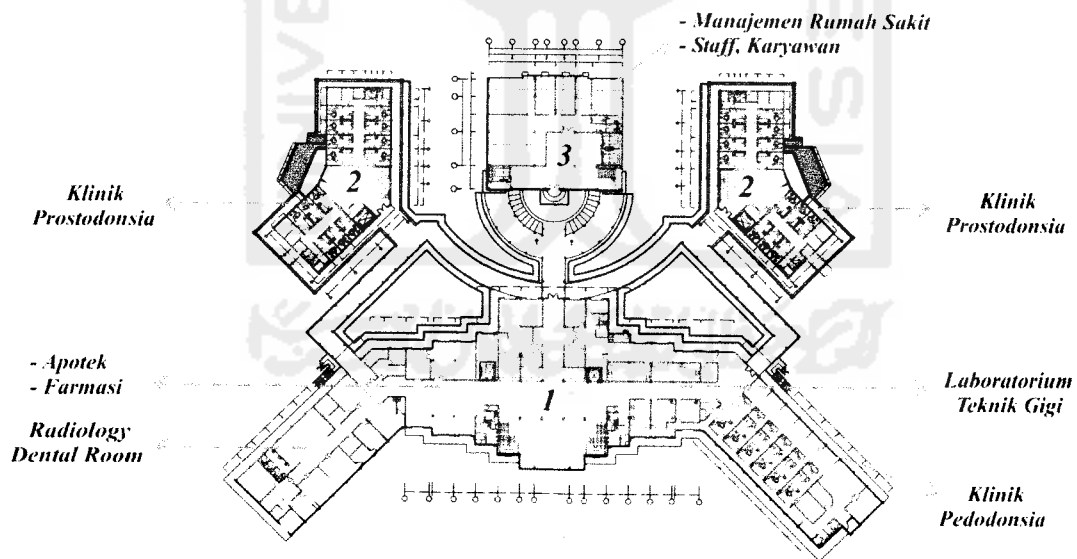 - Manajemen Rumah Sakit
- Staff, Karyawan
3
2
2
Klinik
Prostodonsia
Klinik
Prostodonsia
- Apotek
- Farmasi
1
Laboratorium
Teknik Gigi
Radiology
Dental Room
Klinik
Pedodonsia